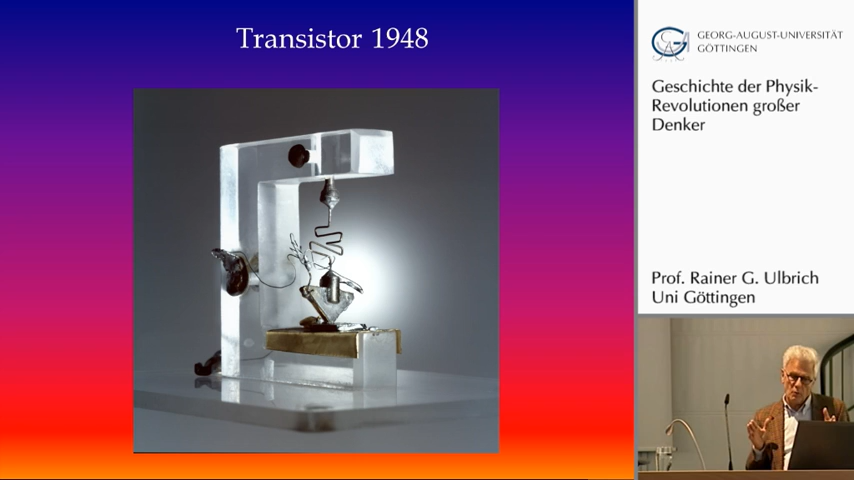 Transistor 1948
GEORG-AUGUST-UNIVERSITÄT
GÖTTINGEN
Geschichte der Physik-
Revolutionen großer
Denker
Prof. Rainer G. Ulbrich
Uni Göttingen